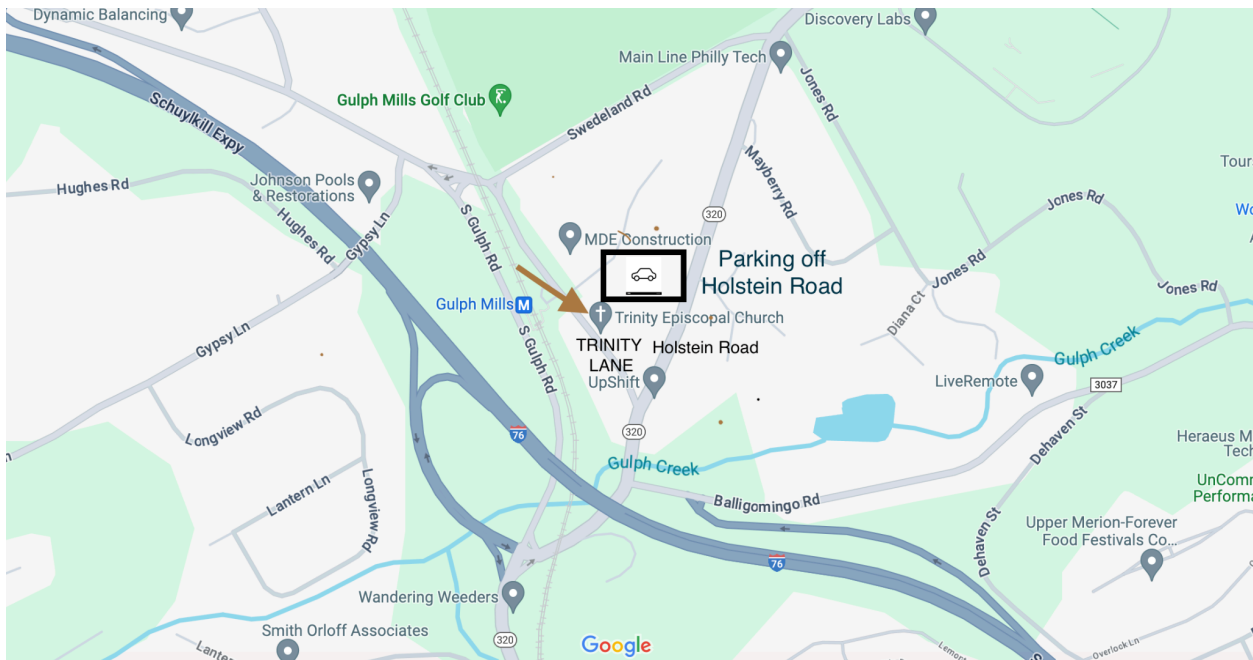 Dynamic Balancing
Discovery Labs
Main Line Philly Tech
Jones Rd
Gulph Mills Golf Club
Swedeland Rd
Schuylkill Expy
Mayberry Rd
Tour
Hughes Rd
Johnson Pools
& Restorations
Hughes Rd
Gypsy Ln
S Gulph Rd
320
Jones Rd
Wo
MDE Construction
Parking off
Holstein Road
Jones Rd
Jones Rd
Diana Ct
Gulph Mills M
Trinity Episcopal Church
Gypsy Ln
S Gulph Rd
TRINITY
LANE
Holstein Road
Gulph Creek
UpShift
LiveRemote
3037
Longview Rd
76
320
Dehaven St
Heraeus M
Tech
Gulph Creek
Lantern Ln
Longview Rd
Balligomingo Rd
UnComm
Performa
Upper Merion-Forever
Food Festivals Co...
Dehaven St
76
Wandering Weeders
Smith Orloff Associates
320
Google
Overlook Ln